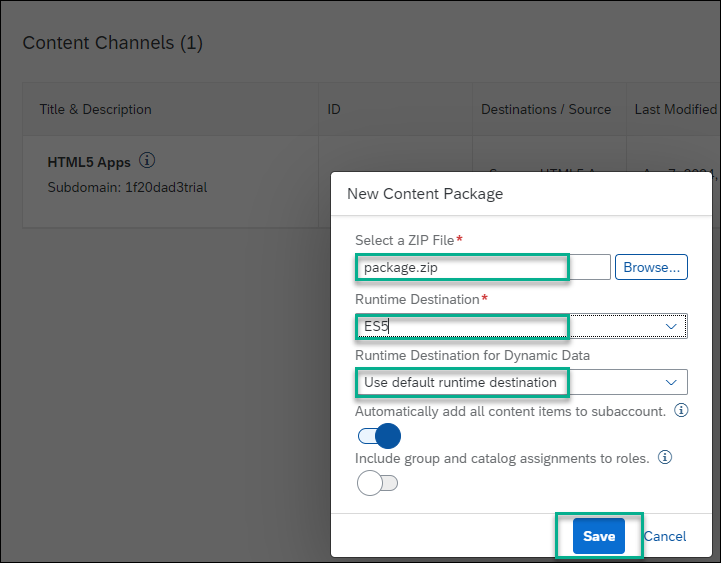 Content Channels (1)
Title & Description ID Destinations / Source Last Modified
HTML5 Apps
Subdomain: 1f20dad3trial
New Content Package
Select a ZIP File*
package.zip Browse...
Runtime Destination*
ES5
Runtime Destination for Dynamic Data
Use default runtime destination
Automatically add all content items to subaccount.
Include group and catalog assignments to roles.
Save Cancel